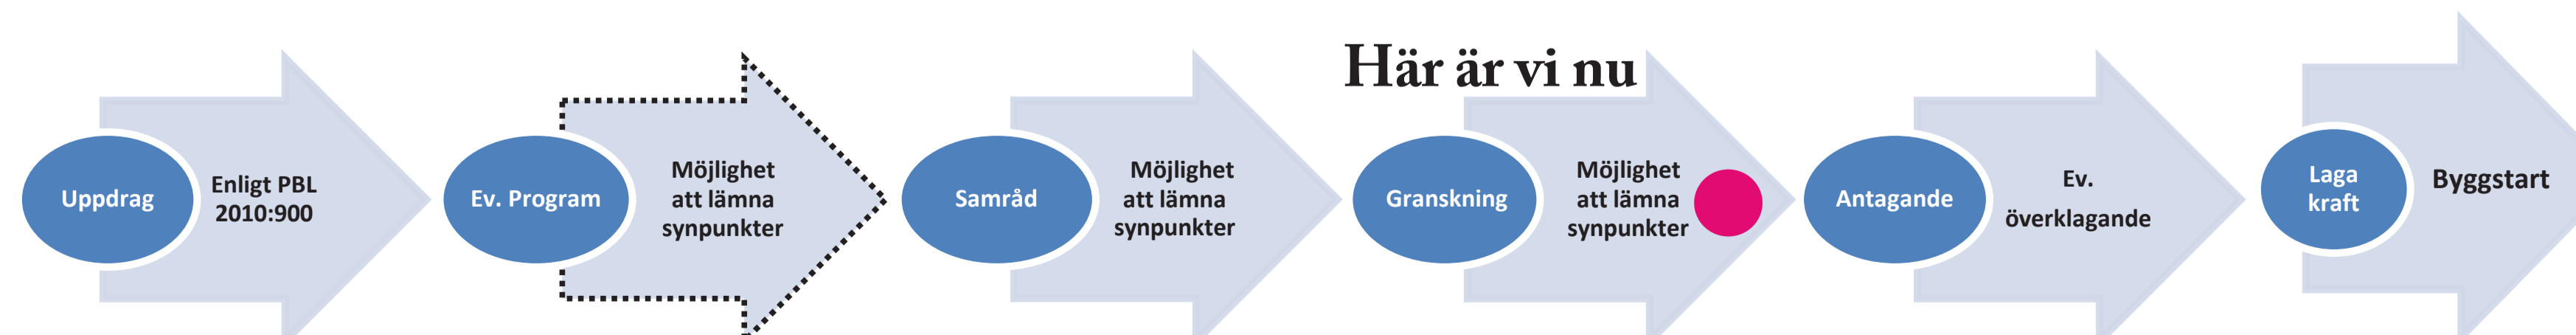 Här är vi nu
Uppdrag
Enligt PBL
2010:900
Ev. Program
Möjlighet
att lämna
synpunkter
Samråd
Möjlighet
att lämna
synpunkter
Granskning
Möjlighet
att lämna
synpunkter
Antagande
Ev.
överklagande
Laga
kraft
Byggstart